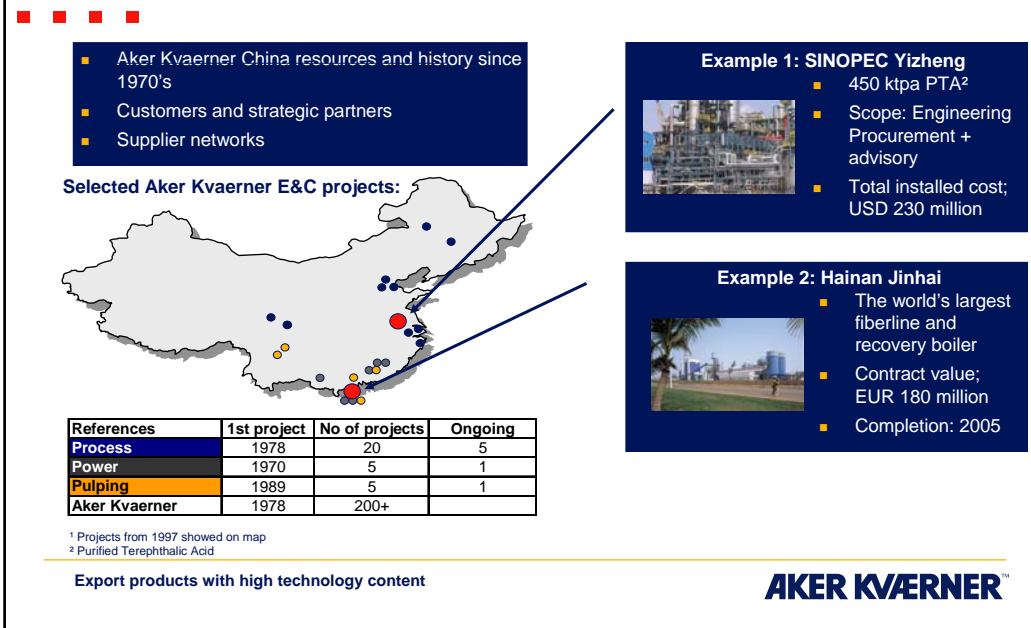 Aker Kvaerner China resources and history since
1970's
Customers and strategic partners
Supplier networks
Selected Aker Kvaerner E&C projects:
References 1st project No of projects Ongoing
Process 1978 20 5
Power 1970 5 1
Pulping 1989 5 1
Aker Kvaerner 1978 200+
¹ Projects from 1997 showed on map
² Purified Terephthalic Acid
Example 1: SINOPEC Yizheng
450 ktpa PTA²
Scope: Engineering
Procurement +
advisory
Total installed cost;
USD 230 million
Example 2: Hainan Jinhai
The world's largest
fiberline and
recovery boiler
Contract value;
EUR 180 million
Completion: 2005
Export products with high technology content
AKER KVÆRNER™